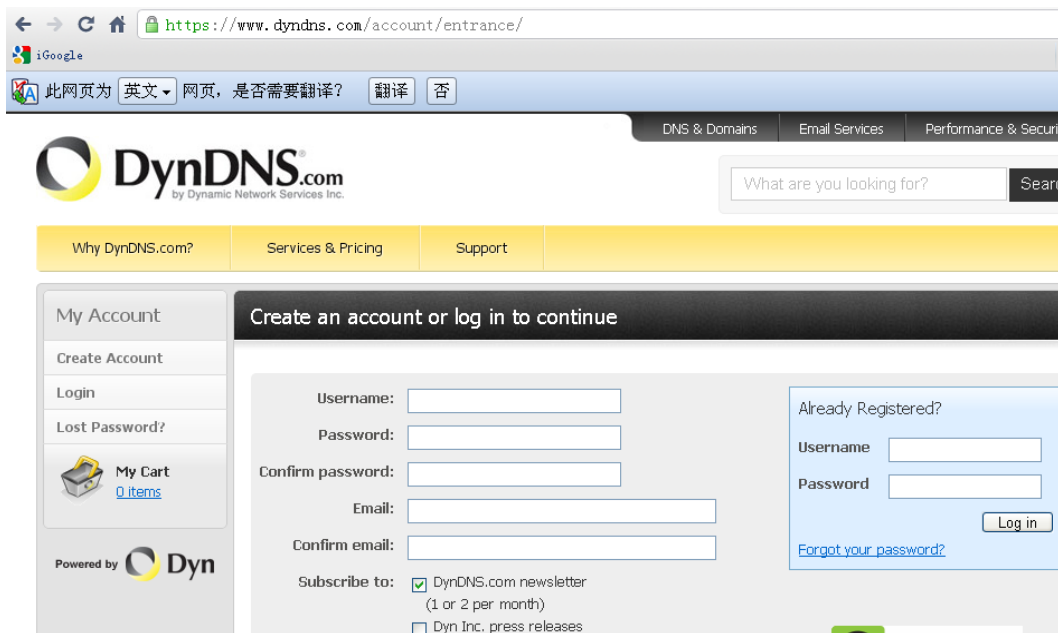 https://www.dyndns.com/account/entrance/
iGoogle
此网页为 英文 网页，是否需要翻译？ 翻译 否
DNS & Domains Email Services Performance & Securi
DynDNS.com
by Dynamic Network Services Inc.
What are you looking for? Sear
Why DynDNS.com? Services & Pricing Support
My Account
Create an account or log in to continue
Create Account
Login
Lost Password?
My Cart
0 items
Powered by Dyn
Username:
Password:
Confirm password:
Email:
Confirm email:
Subscribe to: DynDNS.com newsletter
(1 or 2 per month)
Dyn Inc. press releases
Already Registered?
Username
Password
Log in
Forgot your password?